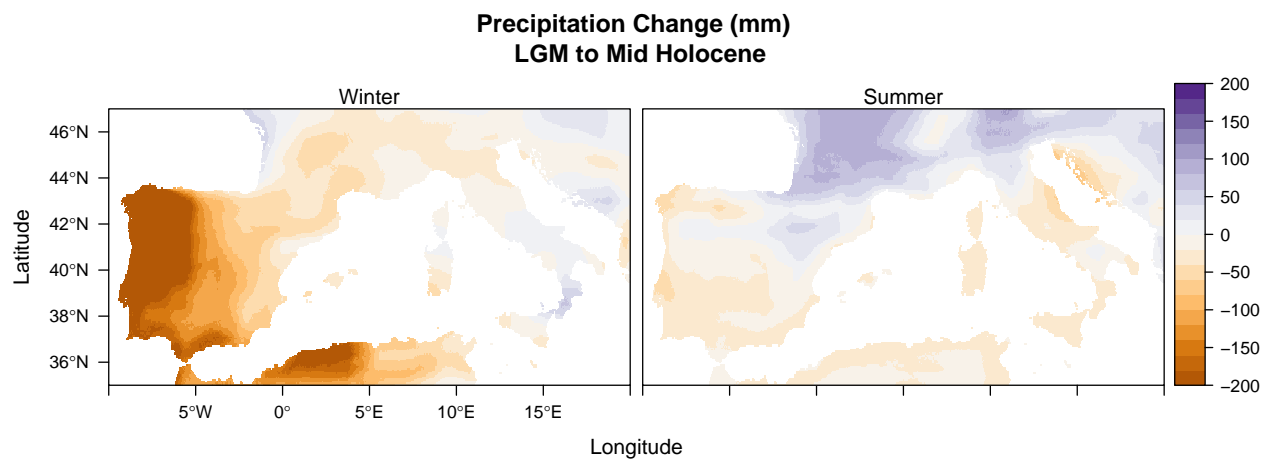 Precipitation Change (mm)
LGM to Mid Holocene
Winter
Summer
Latitude
46°N
44°N
42°N
40°N
38°N
36°N
5°W
0°
5°E
10°E
15°E
Longitude
200
150
100
50
0
−50
−100
−150
−200